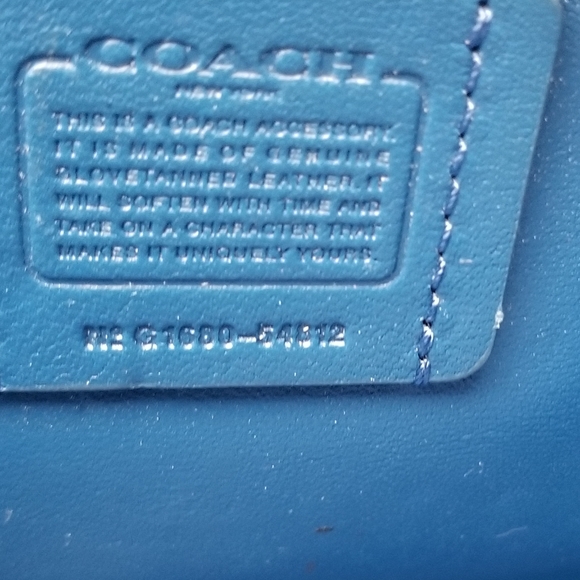 COACH
NEW YORK
THIS IS A COACH ACCESSORY.
IT IS MADE OF GENUINE
GLOVETANNED LEATHER. IT
WILL SOFTEN WITH TIME AND
TAKE ON A CHARACTER THAT
MAKES IT UNIQUELY YOURS.
Nº G1680-54812